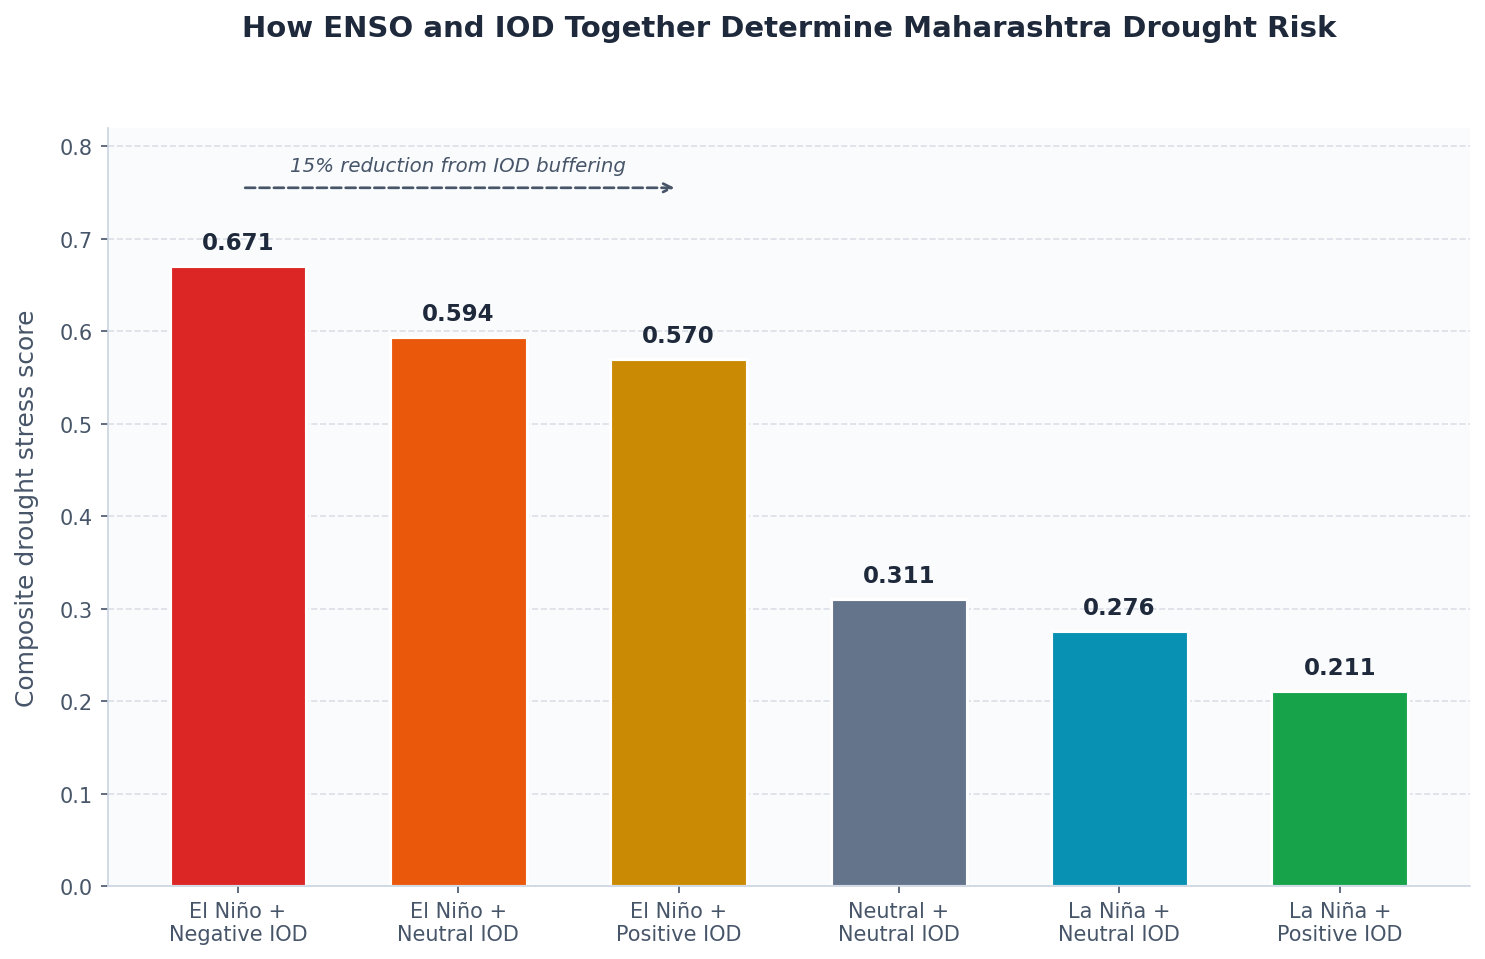 How ENSO and IOD Together Determine Maharashtra Drought Risk
15% reduction from IOD buffering
Composite drought stress score
0.8
0.7
0.6
0.5
0.4
0.3
0.2
0.1
0.0
0.671
0.594
0.570
0.311
0.276
0.211
El Niño +
Negative IOD
El Niño +
Neutral IOD
El Niño +
Positive IOD
Neutral +
Neutral IOD
La Niña +
Neutral IOD
La Niña +
Positive IOD